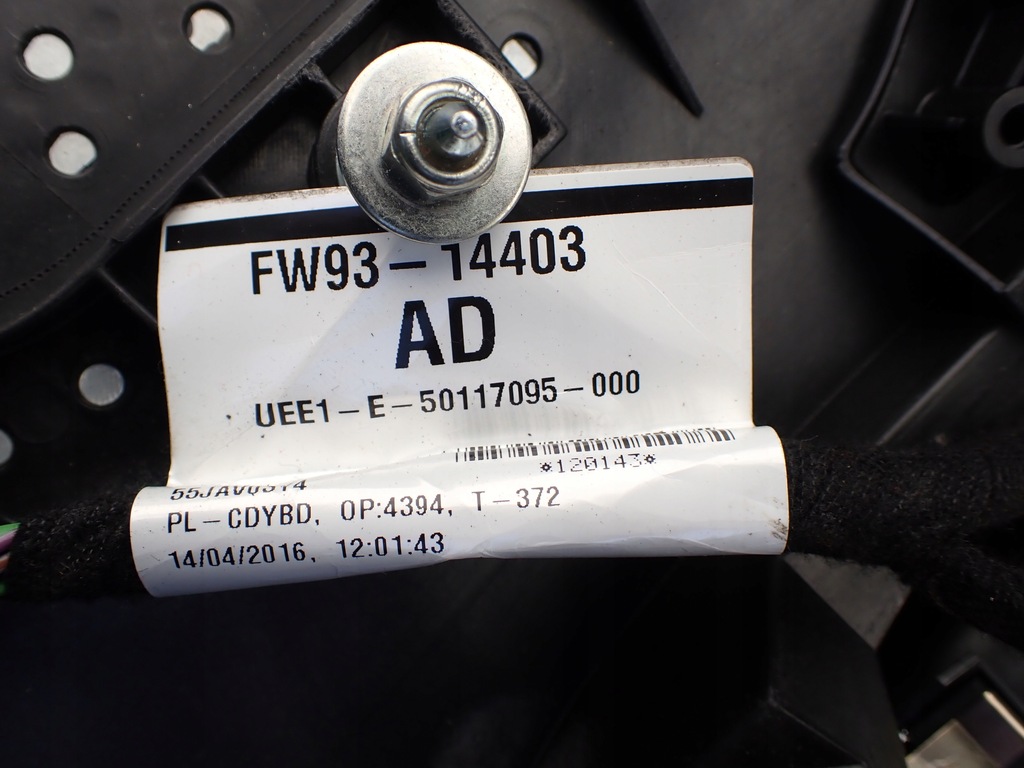 FW93-14403
AD
UEE1-E-50117095-000
*120143*
PL-CDYBD, OP:4394, T-372
14/04/2016, 12:01:43